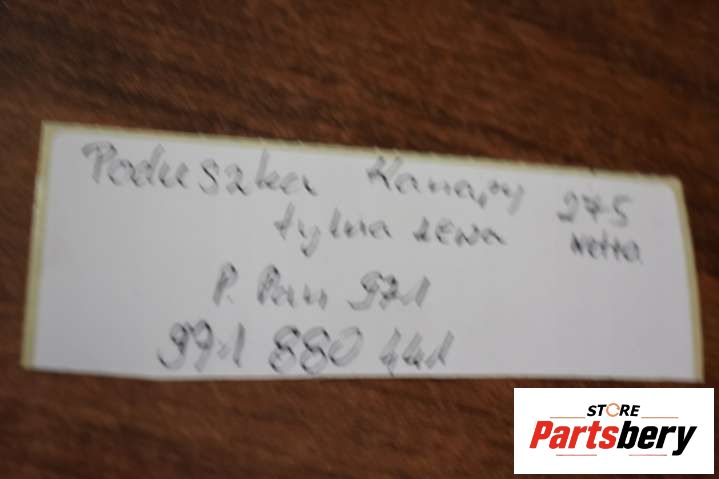 Poduszka Kanapy 275
tylna lewa netto
P. Pan 971
971 880 441
STORE
Partsbery